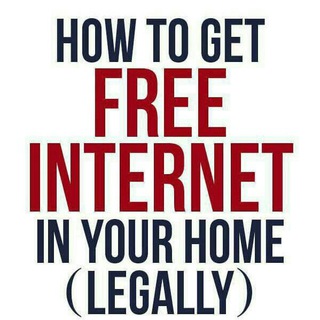 HOW TO GET
FREE
INTERNET
IN YOUR HOME
(LEGALLY)